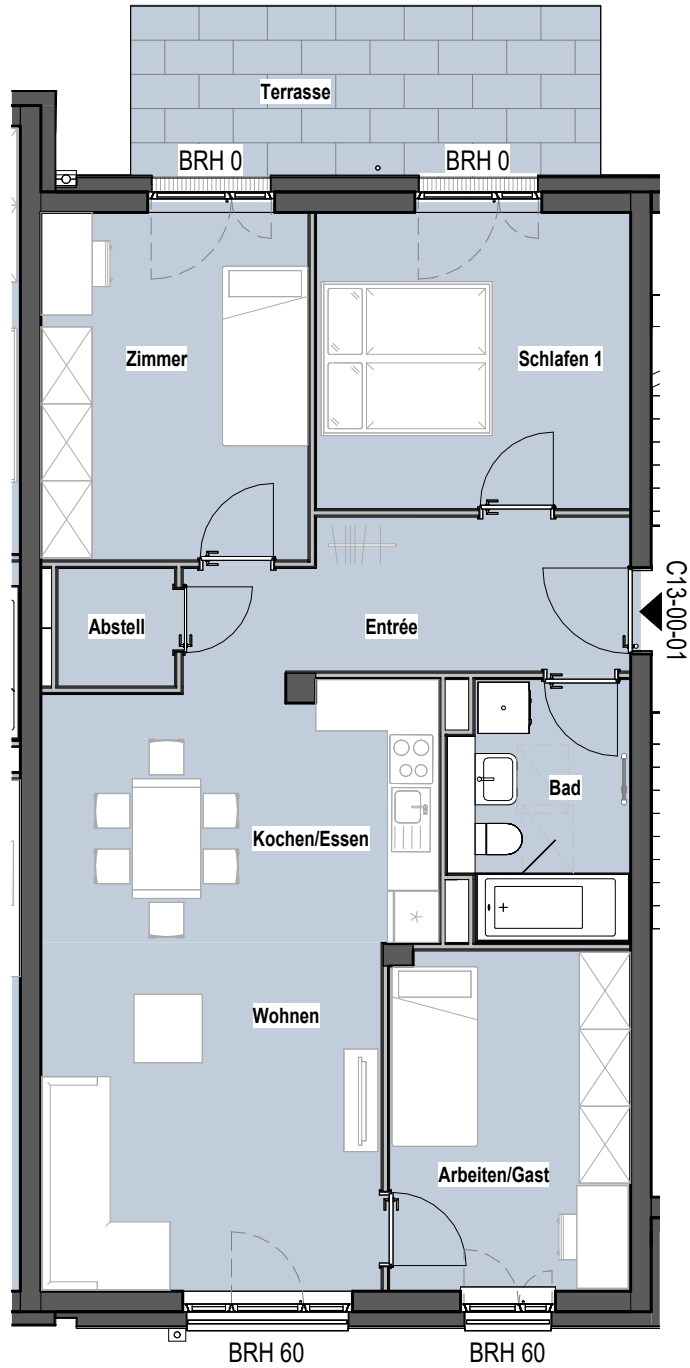 Terrasse
BRH 0
BRH 0
Zimmer
Schlafen 1
C13-00-01
Abstell
Entrée
Bad
Kochen/Essen
Wohnen
Arbeiten/Gast
BRH 60
BRH 60